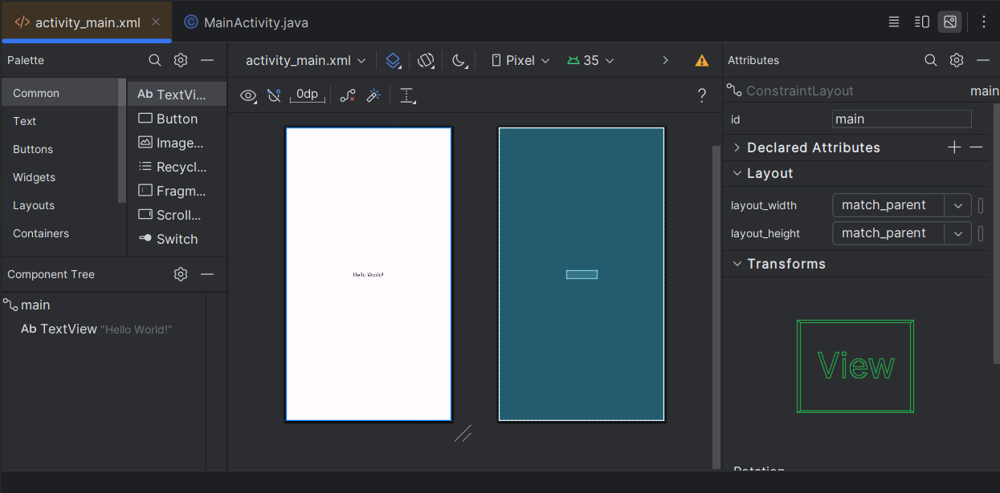 activity_main.xml
MainActivity.java
Palette
Common
Text
Buttons
Widgets
Layouts
Containers
Ab TextVi...
Button
Image...
Recycl...
Fragm...
Scroll...
Switch
Component Tree
main
Ab TextView "Hello World!"
activity_main.xml
Pixel
35
0dp
?
Hello World!
Attributes
ConstraintLayout
main
id
main
Declared Attributes
Layout
layout_width
match_parent
layout_height
match_parent
Transforms
View
Rotation